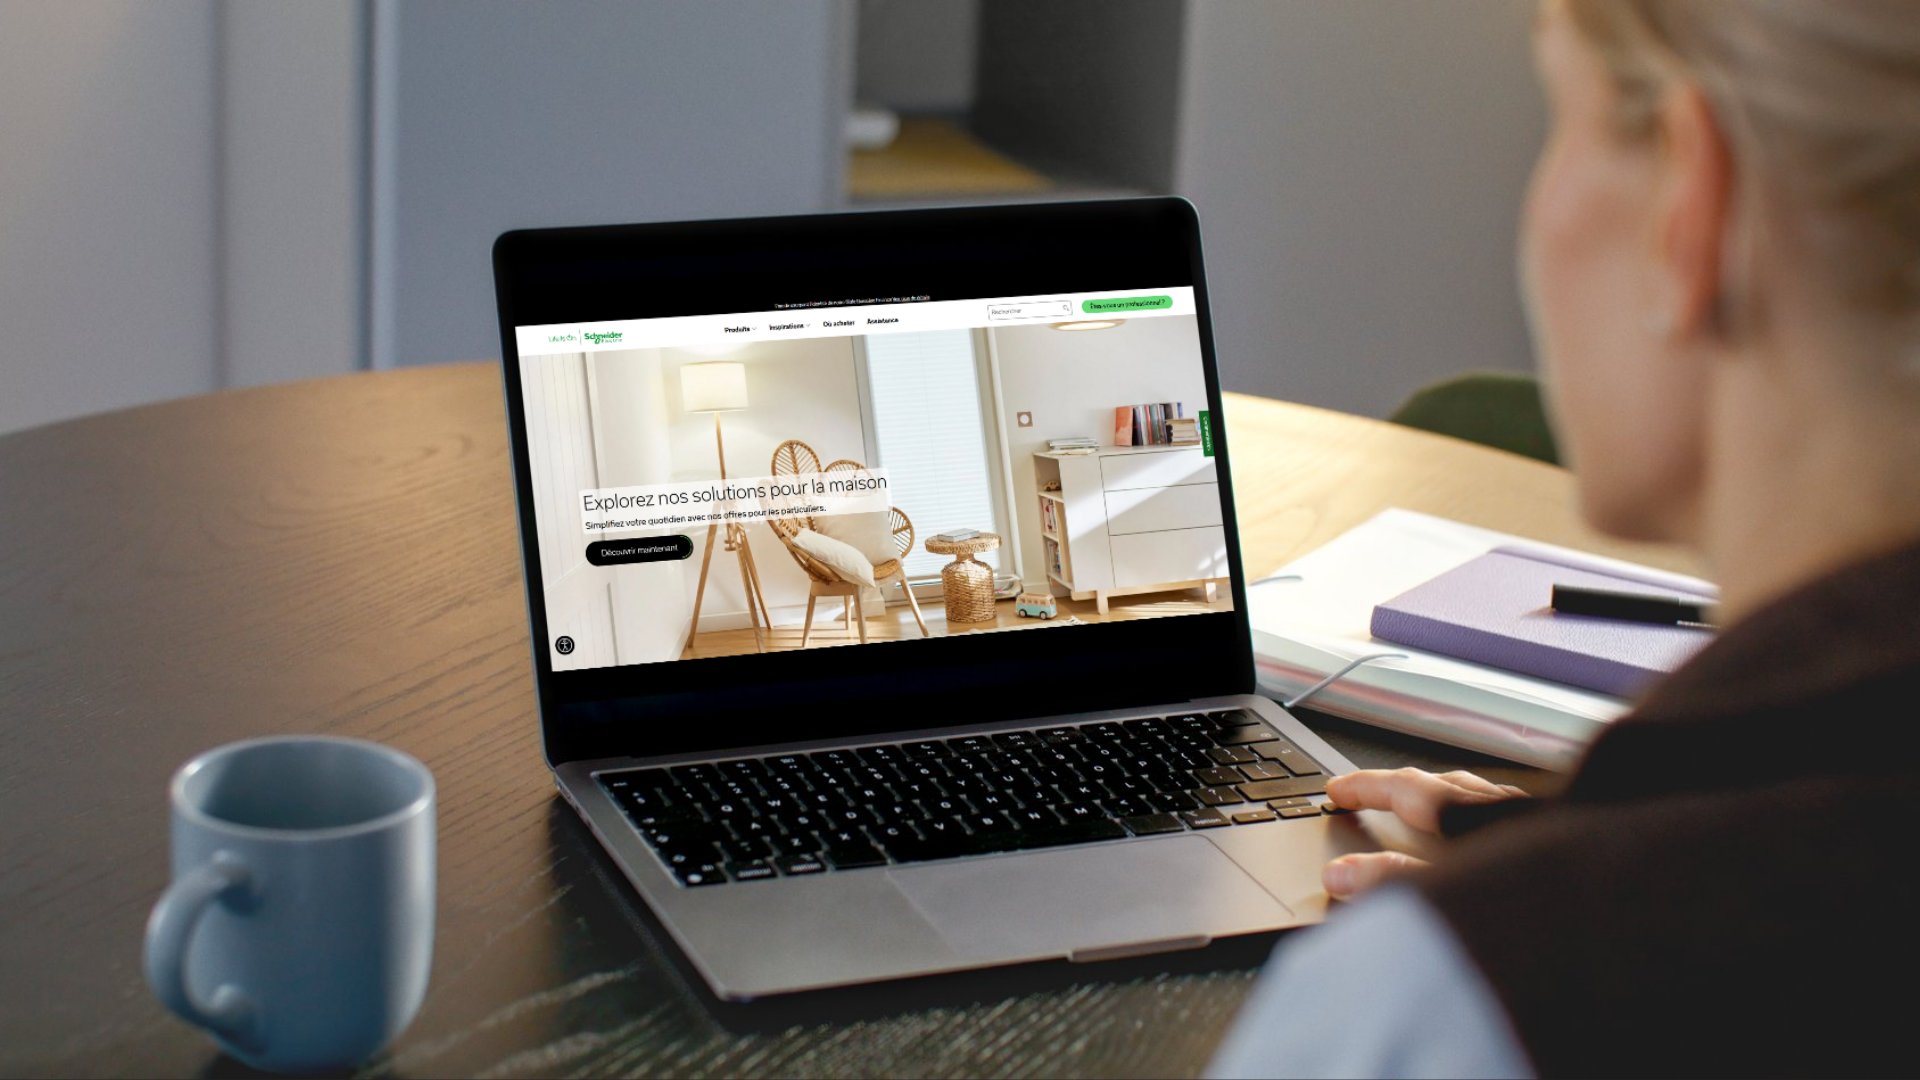 Life Is On
Schneider
Electric
Produits
Inspirations
Où acheter
Assistance
Rechercher
Êtes-vous un professionnel ?
Explorez nos solutions pour la maison
Simplifiez votre quotidien avec nos offres pour les particuliers.
Découvrir maintenant